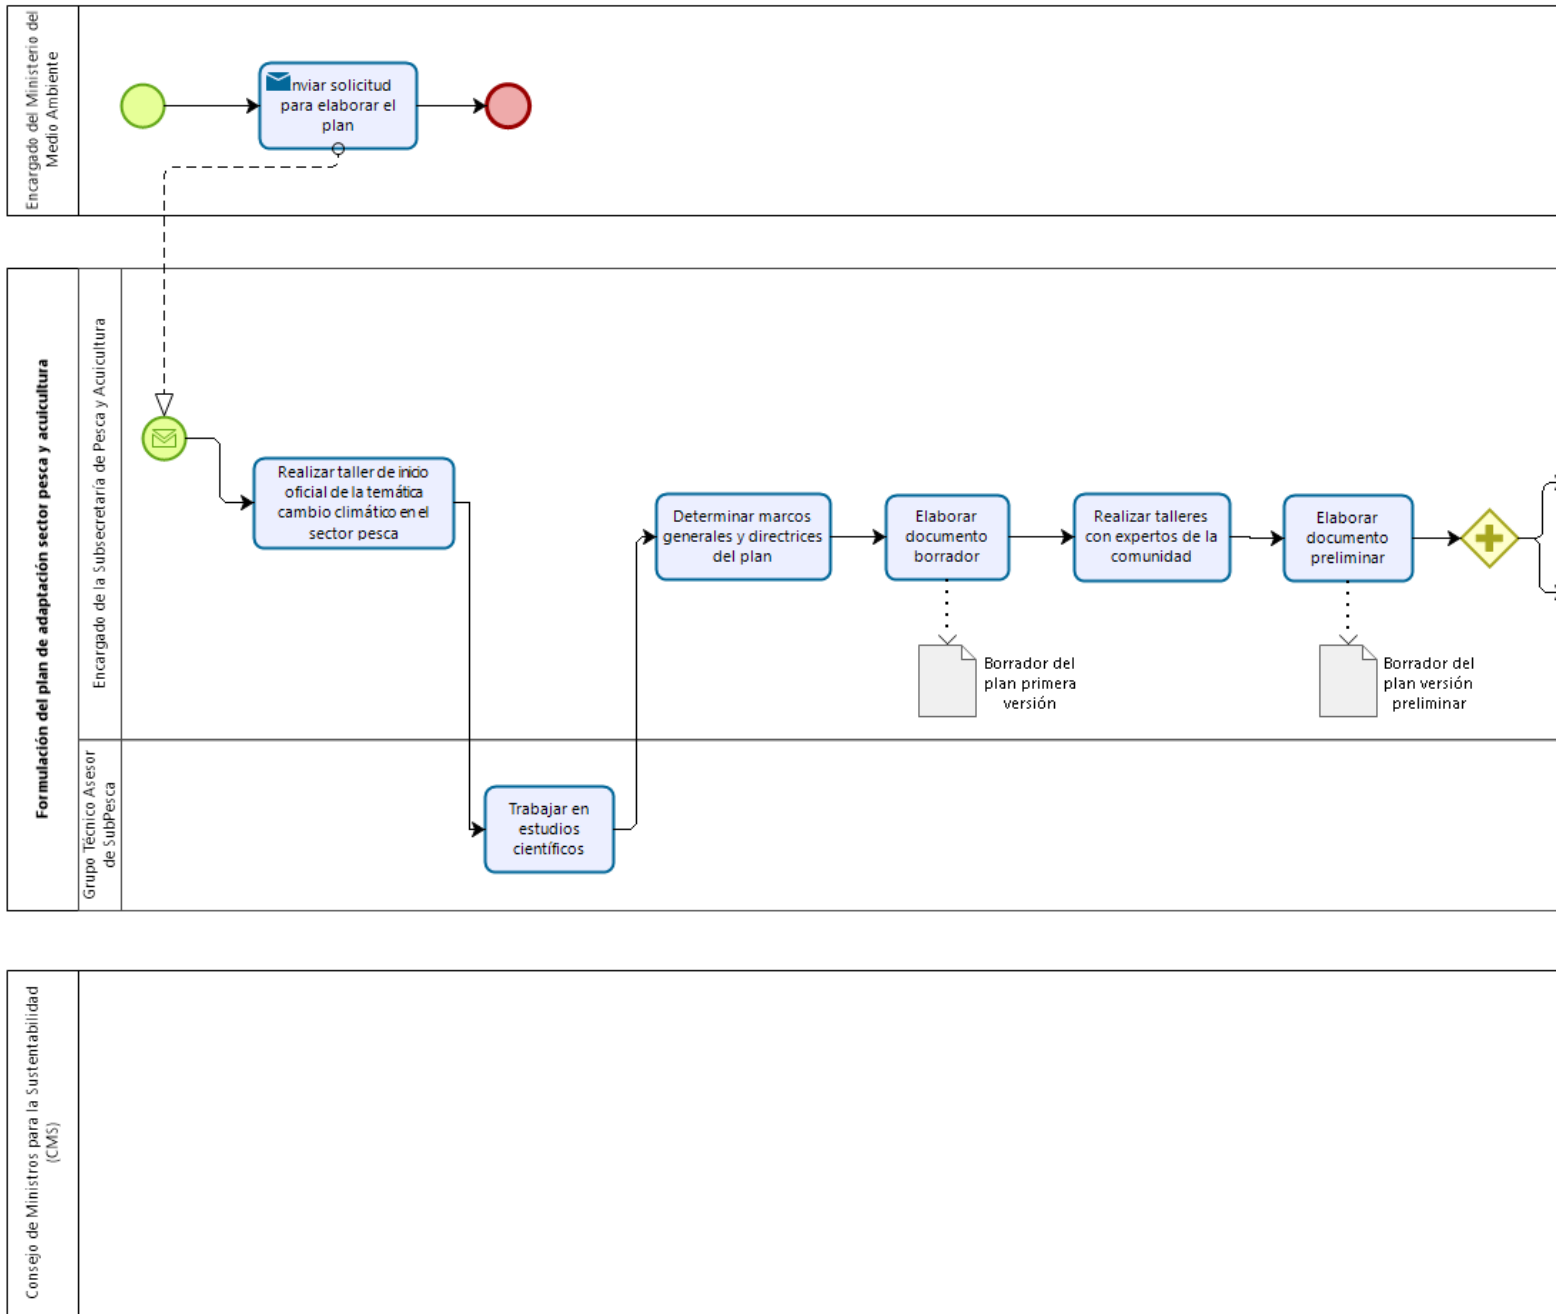 Encargado del Ministerio del
Medio Ambiente
nviar solicitud
para elaborar el
plan
Formulación del plan de adaptación sector pesca y acuicultura
Encargado de la Subsecretaría de Pesca y Acuicultura
Realizar taller de inicio
oficial de la temática
cambio climático en el
sector pesca
Determinar marcos
generales y directrices
del plan
Elaborar
documento
borrador
Realizar talleres
con expertos de la
comunidad
Elaborar
documento
preliminar
Borrador del
plan primera
versión
Borrador del
plan versión
preliminar
Grupo Técnico Asesor
de SubPesca
Trabajar en
estudios
científicos
Consejo de Ministros para la Sustentabilidad
(CMS)